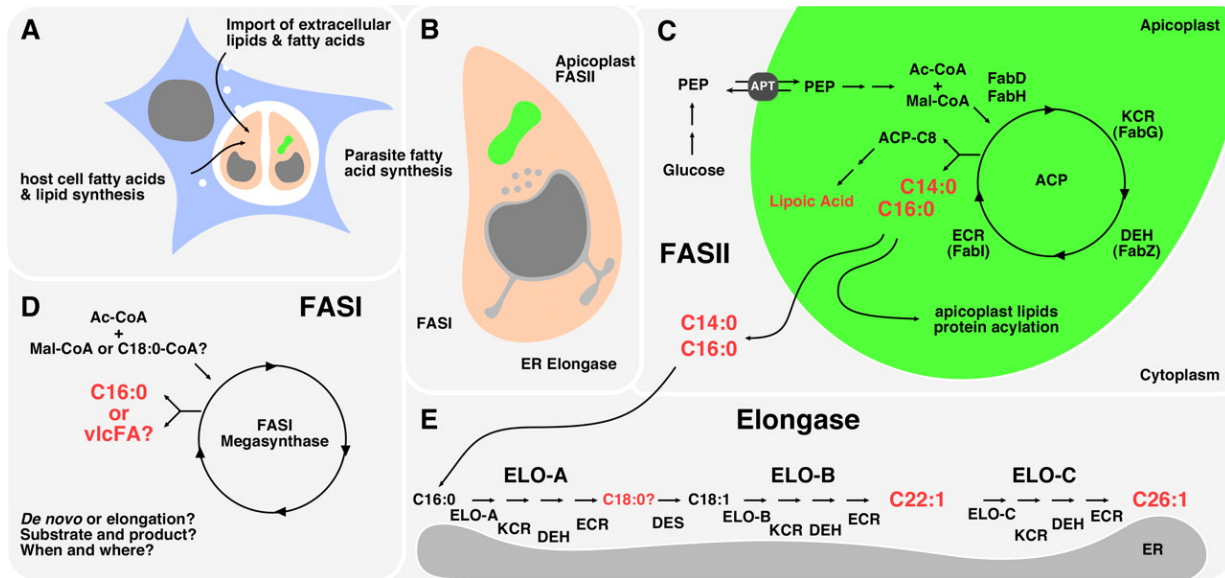 A
Import of extracellular
lipids & fatty acids
host cell fatty acids
& lipid synthesis
Parasite fatty
acid synthesis
B
Apicoplast
FASII
FASI
ER Elongase
C
Apicoplast
PEP
APT
PEP
Ac-CoA
+
Mal-CoA
FabD
FabH
KCR
(FabG)
ACP-C8
Glucose
ACP
Lipoic Acid
C14:0
C16:0
ECR
(FabI)
DEH
(FabZ)
FASII
C14:0
C16:0
apicoplast lipids
protein acylation
Cytoplasm
D
FASI
Ac-CoA
+
Mal-CoA or C18:0-CoA?
C16:0
or
vlcFA?
FASI
Megasynthase
De novo or elongation?
Substrate and product?
When and where?
E
Elongase
ELO-A
ELO-B
ELO-C
C16:0
C18:0?
C18:1
C22:1
C26:1
ELO-A
KCR
DEH
ECR
DES
ELO-B
KCR
DEH
ECR
ELO-C
KCR
DEH
ECR
ER